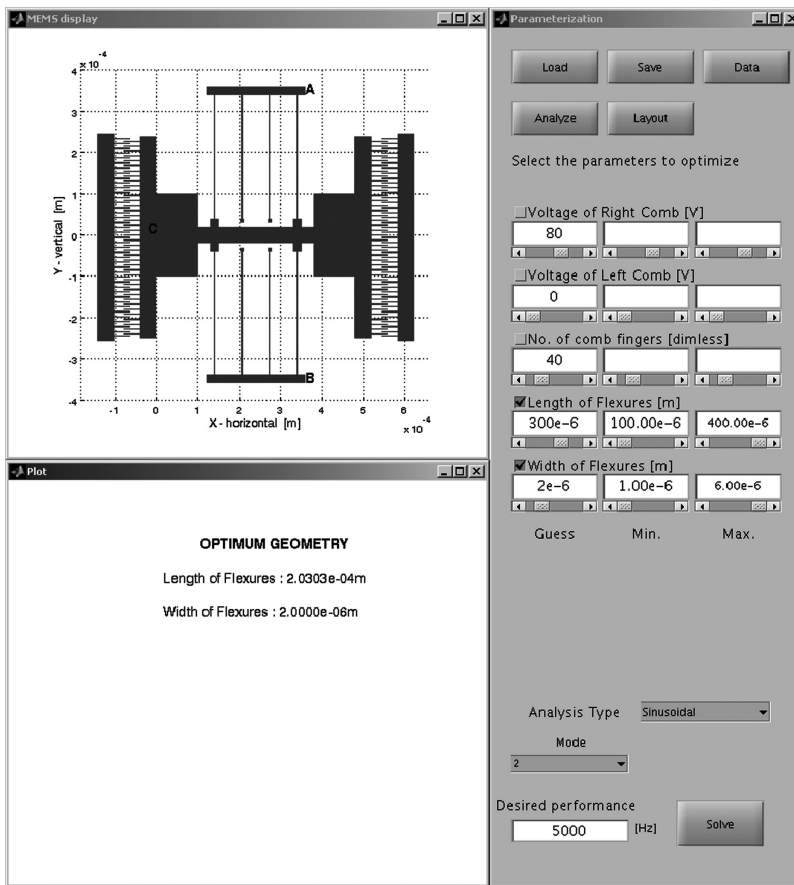 MEMS display
x 10^-4
4
3
2
1
0
-1
-2
-3
-4
Y - vertical [m]
A
C
B
-1 0 1 2 3 4 5 6
X - horizontal [m]
x 10^-4
Plot
OPTIMUM GEOMETRY
Length of Flexures : 2.0303e-04m
Width of Flexures : 2.0000e-06m
Parameterization
Load Save Data
Analyze Layout
Select the parameters to optimize
Voltage of Right Comb [V]
80
Voltage of Left Comb [V]
0
No. of comb fingers [dimless]
40
Length of Flexures [m]
300e-6 100.00e-6 400.00e-6
Width of Flexures [m]
2e-6 1.00e-6 6.00e-6
Guess Min. Max.
Analysis Type Sinusoidal
Mode
2
Desired performance
5000 [Hz] Solve